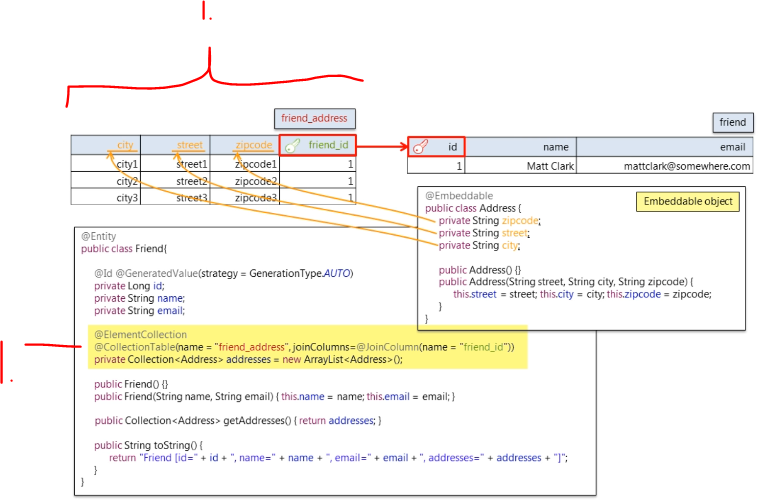 1.
friend_address
city street zipcode friend_id
city1 street1 zipcode1 1
city2 street2 zipcode2 1
city3 street3 zipcode3 1
friend
id name email
1 Matt Clark mattclark@somewhere.com
Embeddable object
@Embeddable
public class Address {
private String zipcode;
private String street;
private String city;
public Address() {}
public Address(String street, String city, String zipcode) {
this.street = street; this.city = city; this.zipcode = zipcode;
}
}
@Entity
public class Friend{
@Id @GeneratedValue(strategy = GenerationType.AUTO)
private Long id;
private String name;
private String email;
1.
@ElementCollection
@CollectionTable(name = "friend_address", joinColumns=@JoinColumn(name = "friend_id"))
private Collection<Address> addresses = new ArrayList<Address>();
public Friend() {}
public Friend(String name, String email) { this.name = name; this.email = email; }
public Collection<Address> getAddresses() { return addresses; }
public String toString() {
return "Friend [id=" + id + ", name=" + name + ", email=" + email + ", addresses=" + addresses + "]";
}
}